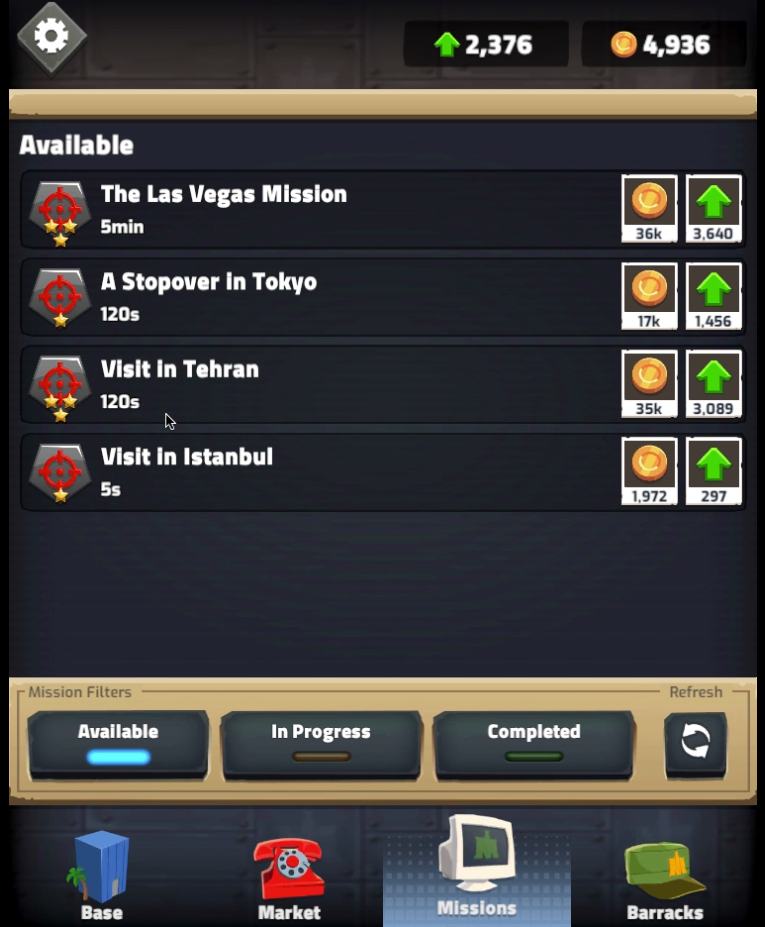 2,376
4,936
Available
The Las Vegas Mission
5min
36k
3,640
A Stopover in Tokyo
120s
17k
1,456
Visit in Tehran
120s
35k
3,089
Visit in Istanbul
5s
1,972
297
Mission Filters
Refresh
Available
In Progress
Completed
Base
Market
Missions
Barracks